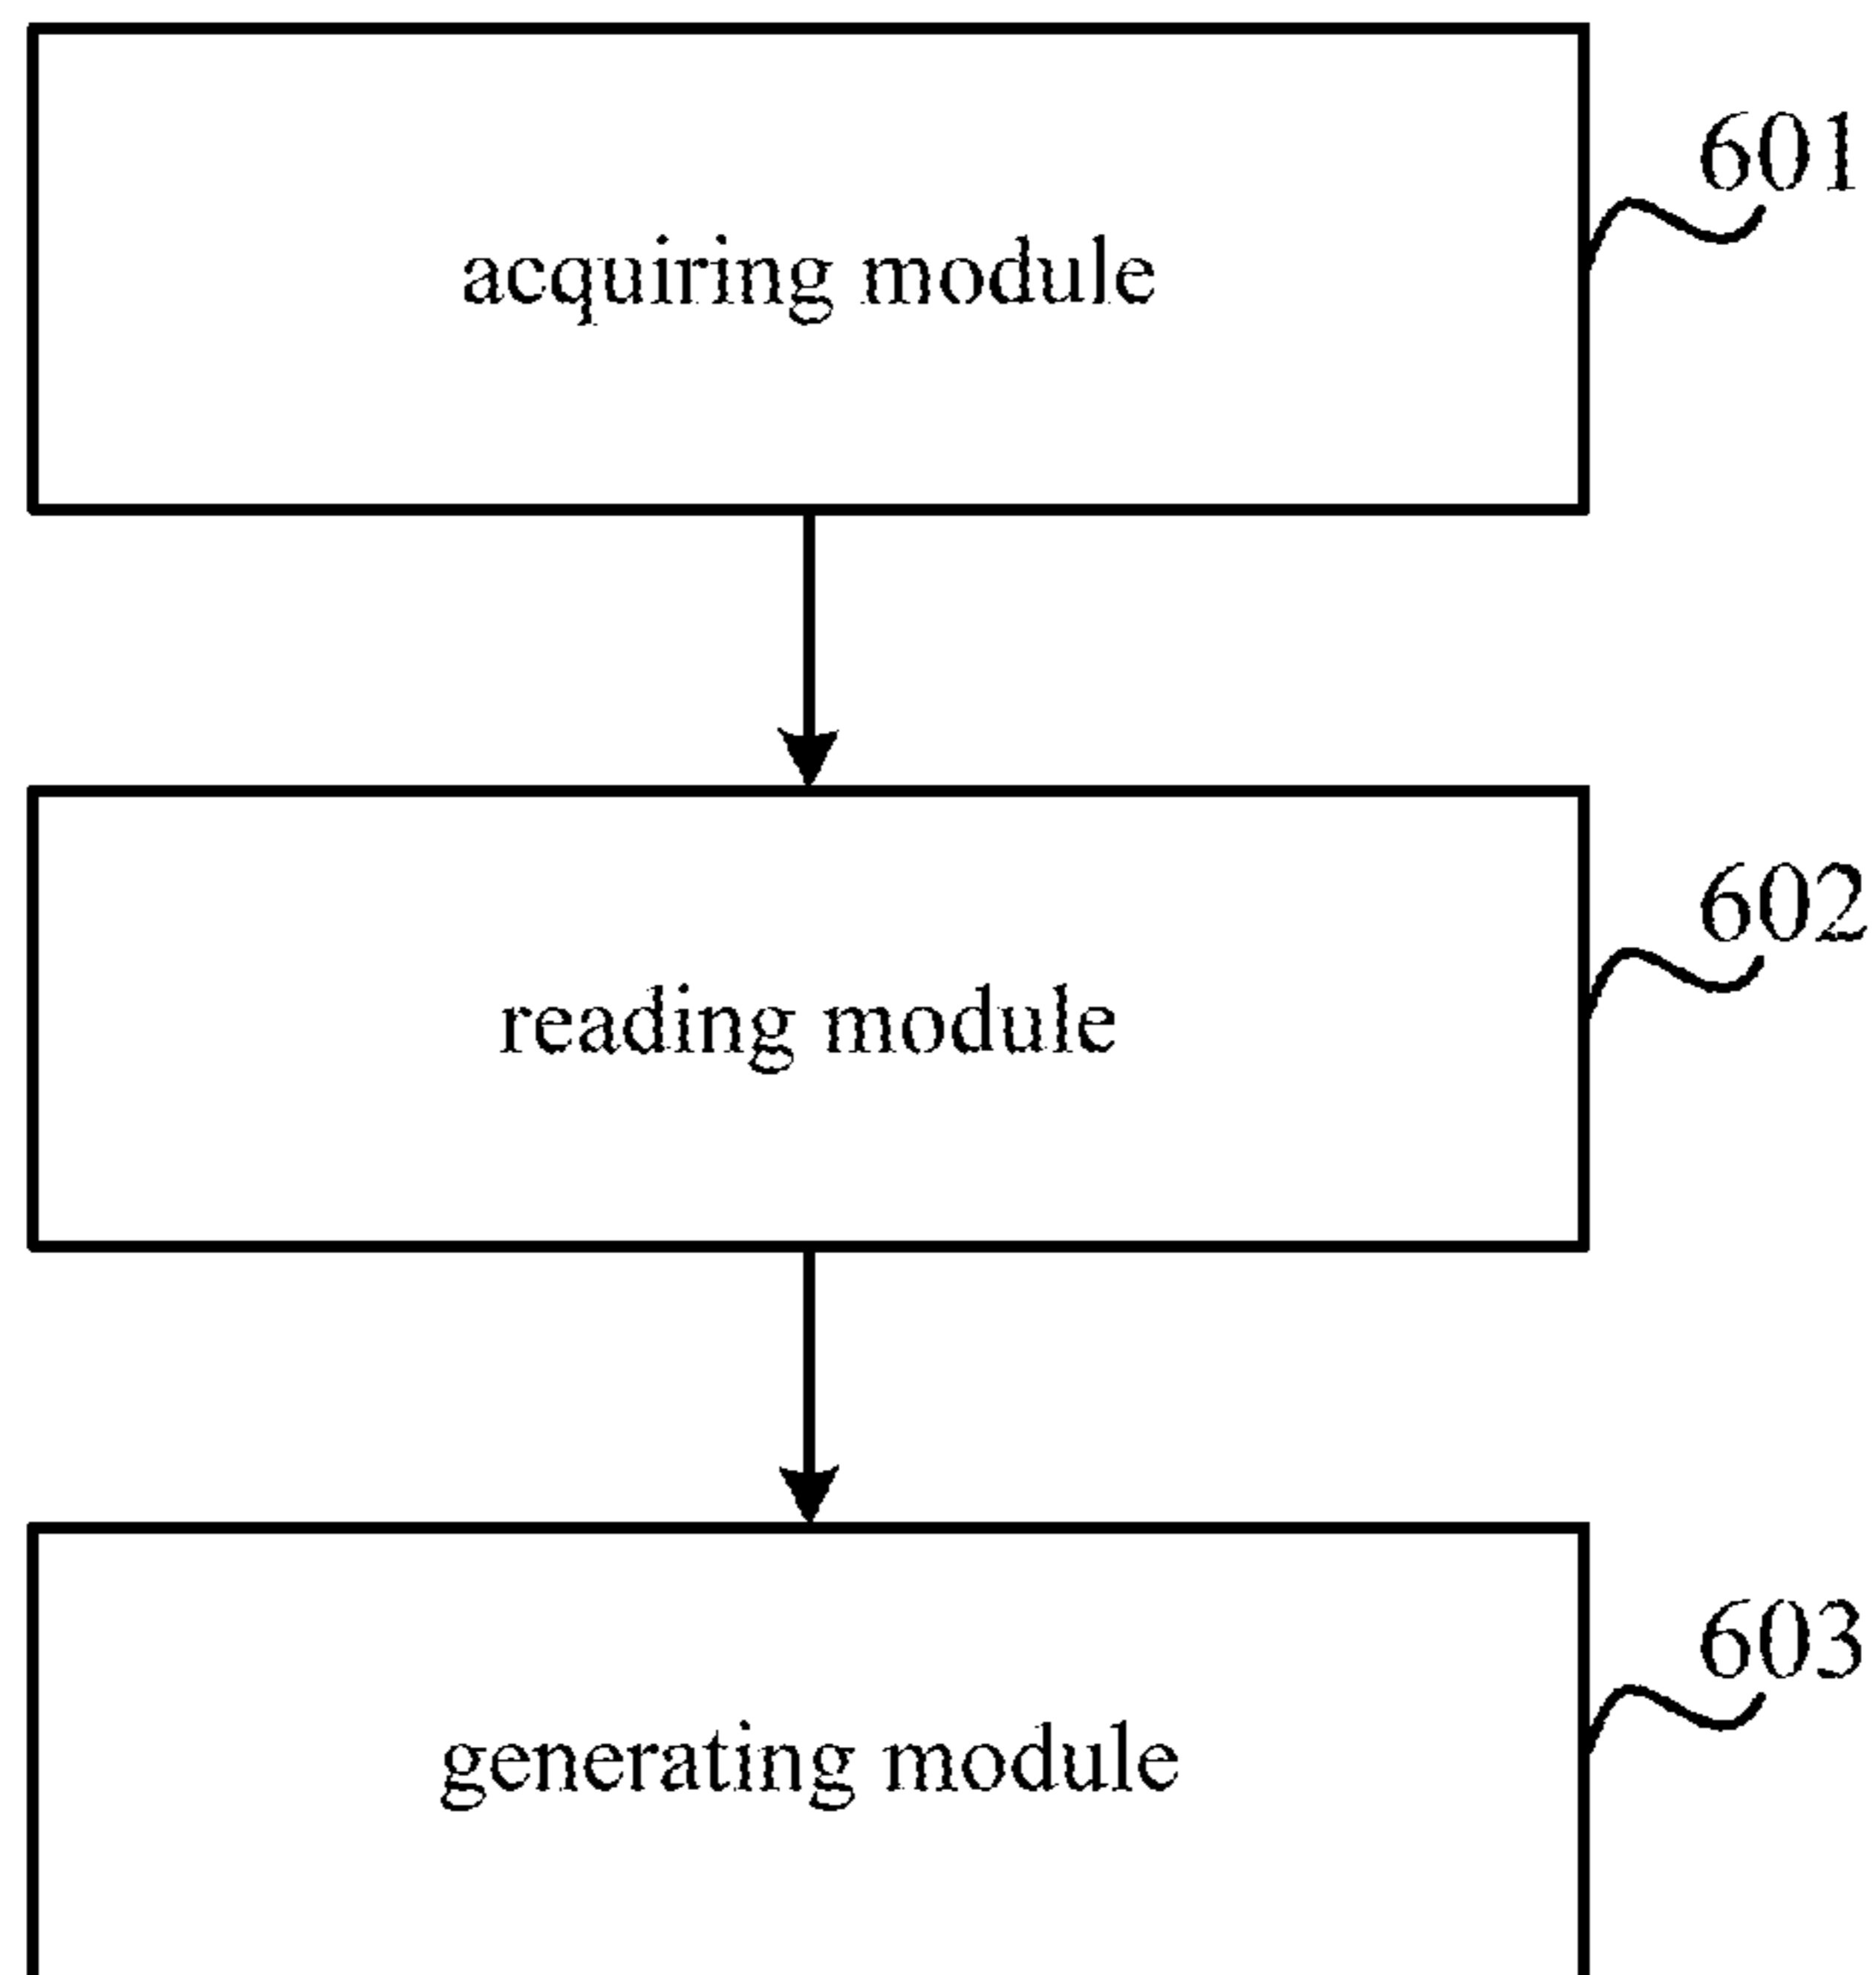 601
acquiring module
602
reading module
603
generating module